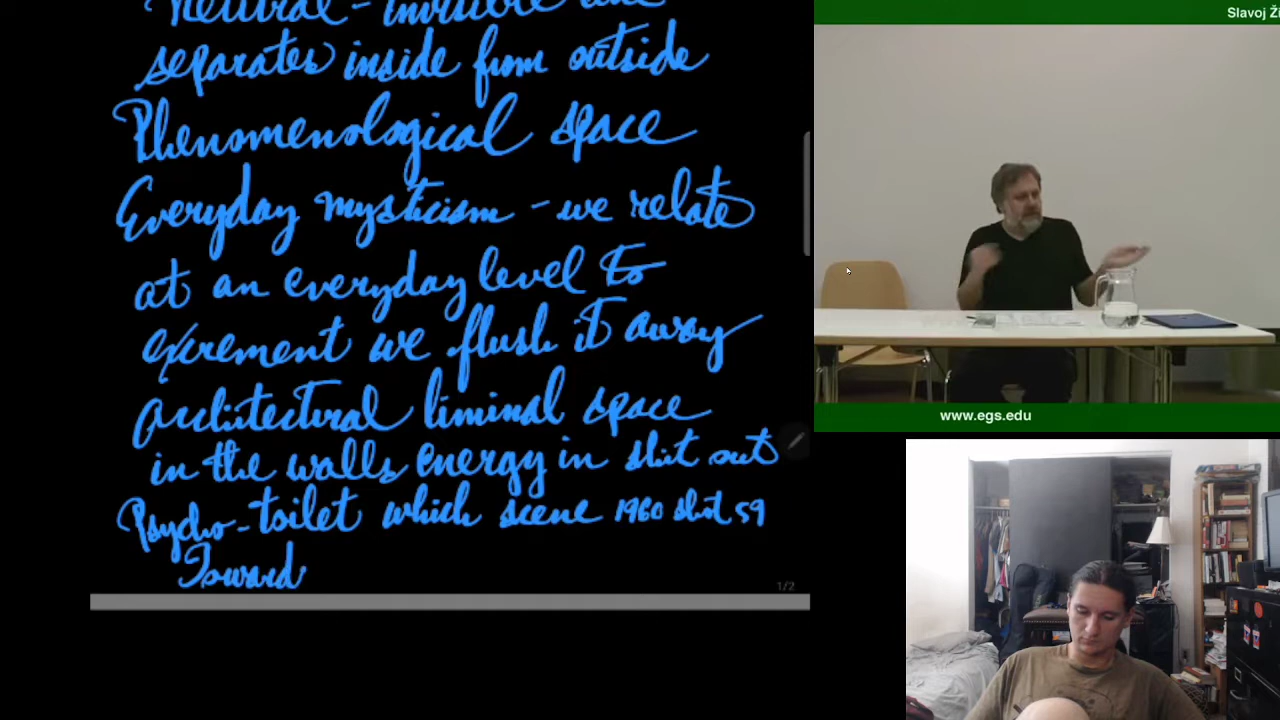 Neutral - invisible
separates inside from outside
Phenomenological space
Everyday mysticism - we relate
at an everyday level to
excrement we flush it away
architectural liminal space
in the walls energy in shit out
Psycho - toilet which scene 1960 shot 59
Toward
1/2
Slavoj Ži
www.egs.edu